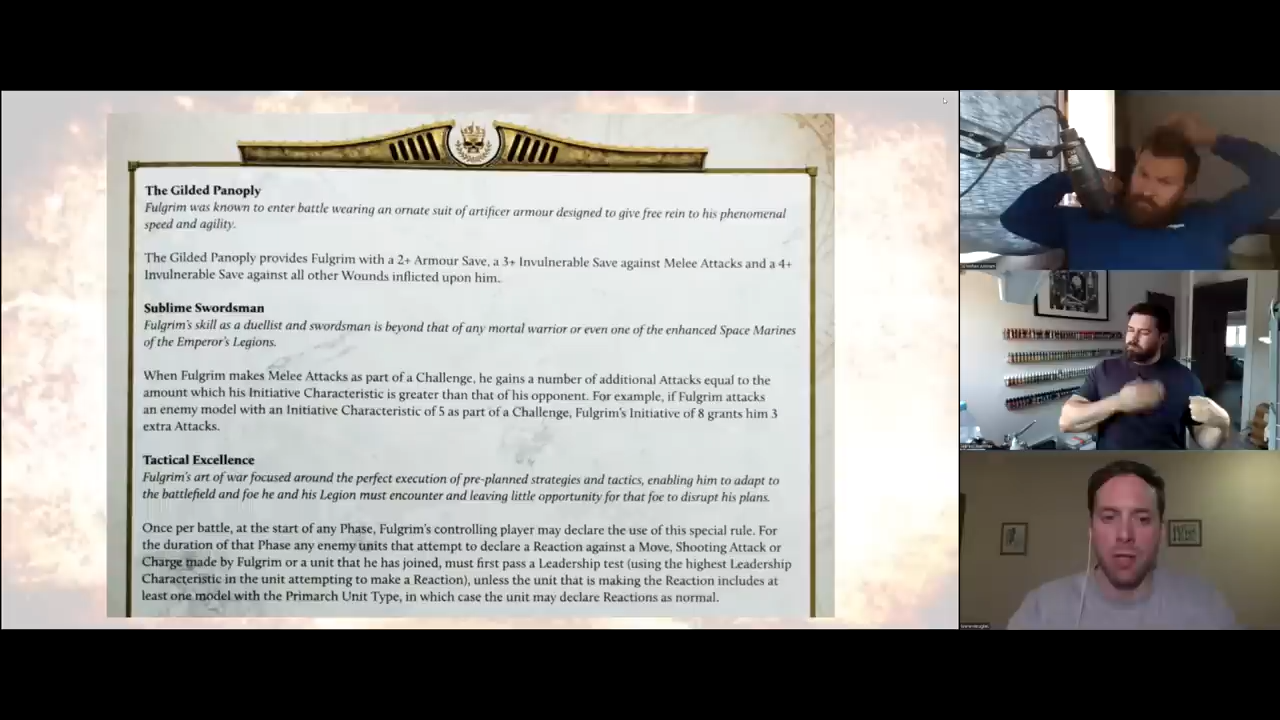 The Gilded Panoply
Fulgrim was known to enter battle wearing an ornate suit of artificer armour designed to give free rein to his phenomenal
speed and agility.
The Gilded Panoply provides Fulgrim with a 2+ Armour Save, a 3+ Invulnerable Save against Melee Attacks and a 4+
Invulnerable Save against all other Wounds inflicted upon him.
Sublime Swordsman
Fulgrim's skill as a duellist and swordsman is beyond that of any mortal warrior or even one of the enhanced Space Marines
of the Emperor's Legions.
When Fulgrim makes Melee Attacks as part of a Challenge, he gains a number of additional Attacks equal to the
amount which his Initiative Characteristic is greater than that of his opponent. For example, if Fulgrim attacks
an enemy model with an Initiative Characteristic of 5 as part of a Challenge, Fulgrim's Initiative of 8 grants him 3
extra Attacks.
Tactical Excellence
Fulgrim's art of war focused around the perfect execution of pre-planned strategies and tactics, enabling him to adapt to
the battlefield and foe he and his Legion must encounter and leaving little opportunity for that foe to disrupt his plans.
Once per battle, at the start of any Phase, Fulgrim's controlling player may declare the use of this special rule. For
the duration of that Phase any enemy units that attempt to declare a Reaction against a Move, Shooting Attack or
Charge made by Fulgrim or a unit that he has joined, must first pass a Leadership test (using the highest Leadership
Characteristic in the unit attempting to make a Reaction), unless the unit that is making the Reaction includes at
least one model with the Primarch Unit Type, in which case the unit may declare Reactions as normal.